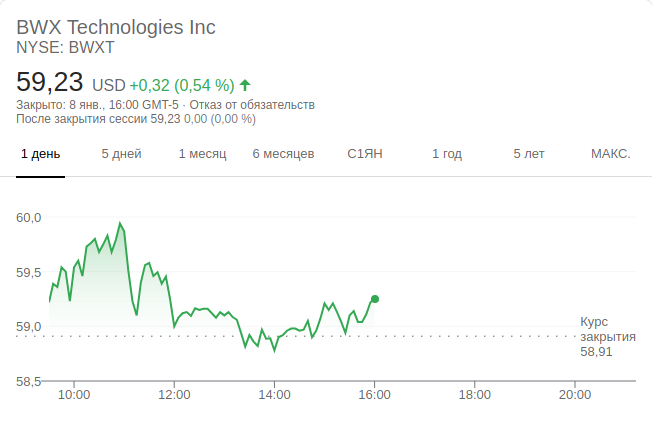 BWX Technologies Inc
NYSE: BWXT
59,23 USD +0,32 (0,54 %)
Закрыто: 8 янв., 16:00 GMT-5 · Отказ от обязательств
После закрытия сессии 59,23 0,00 (0,00 %)
1 день 5 дней 1 месяц 6 месяцев С1ЯН 1 год 5 лет МАКС.
60,0
59,5
59,0
58,5
Курс
закрытия
58,91
10:00 12:00 14:00 16:00 18:00 20:00